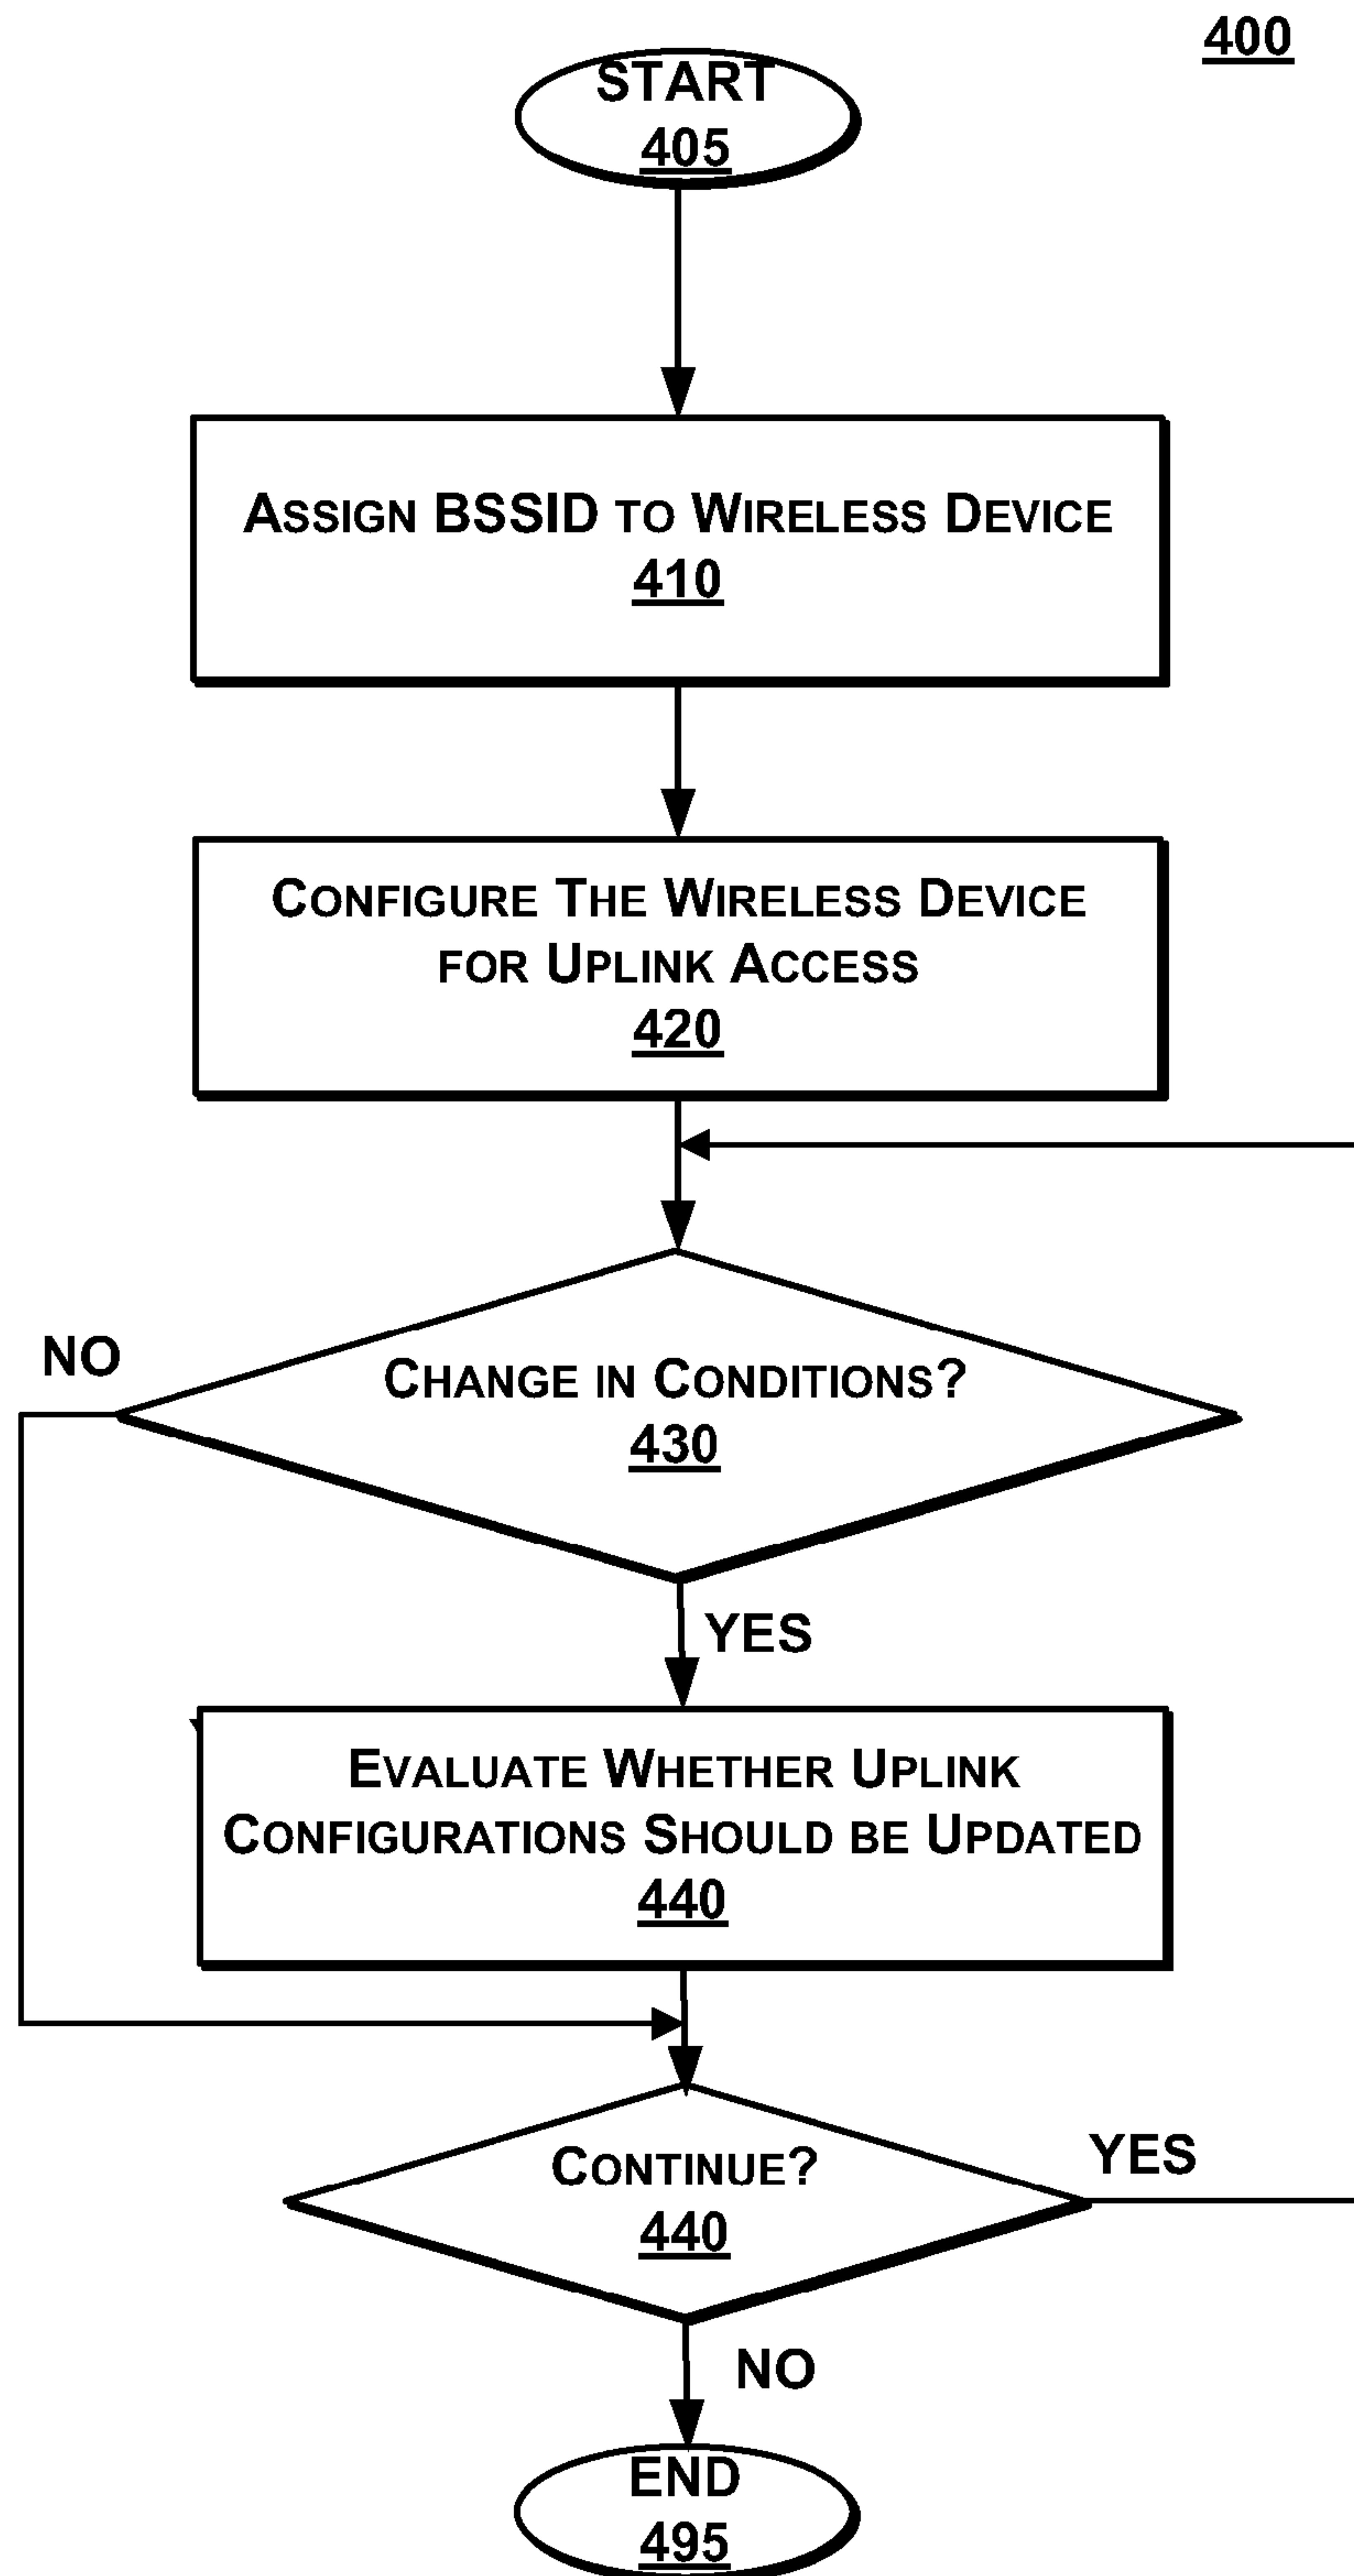 400
START
405
ASSIGN BSSID TO WIRELESS DEVICE
410
CONFIGURE THE WIRELESS DEVICE
FOR UPLINK ACCESS
420
NO
CHANGE IN CONDITIONS?
430
YES
EVALUATE WHETHER UPLINK
CONFIGURATIONS SHOULD BE UPDATED
440
CONTINUE?
440
YES
NO
END
495